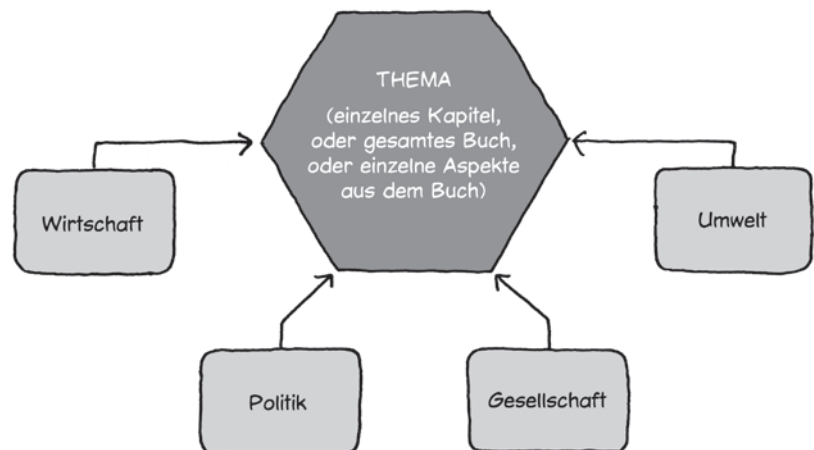 THEMA
(einzelnes Kapitel,
oder gesamtes Buch,
oder einzelne Aspekte
aus dem Buch)
Wirtschaft
Umwelt
Politik
Gesellschaft